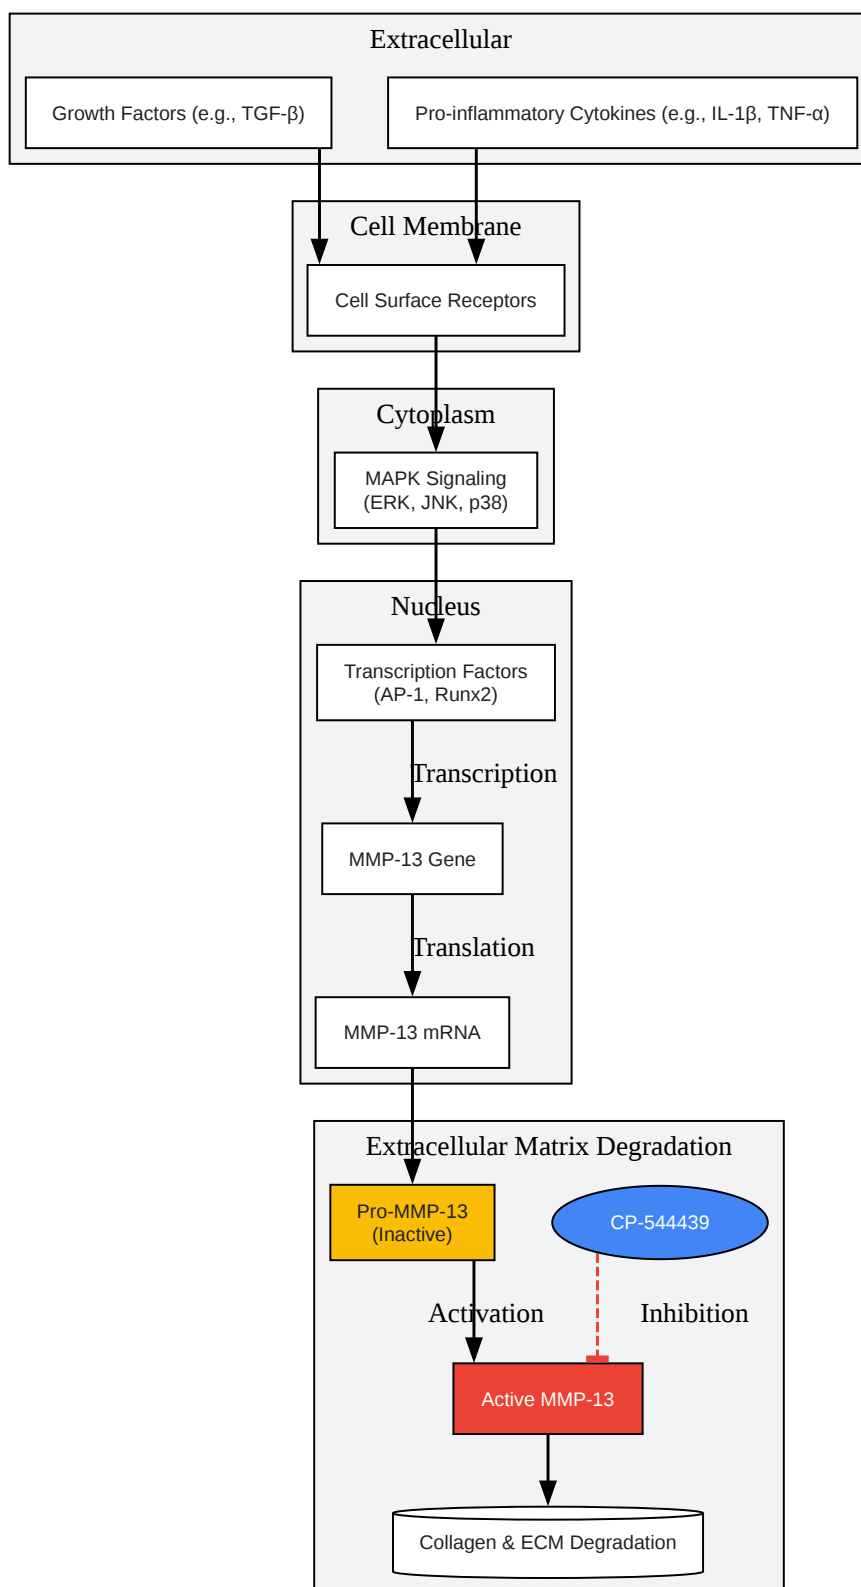 Extracellular
Growth Factors (e.g., TGF-β)
Pro-inflammatory Cytokines (e.g., IL-1β, TNF-α)
Cell Membrane
Cell Surface Receptors
Cytoplasm
MAPK Signaling
(ERK, JNK, p38)
Nucleus
Transcription Factors
(AP-1, Runx2)
Transcription
MMP-13 Gene
Translation
MMP-13 mRNA
Extracellular Matrix Degradation
Pro-MMP-13
(Inactive)
CP-544439
Activation
Inhibition
Active MMP-13
Collagen & ECM Degradation